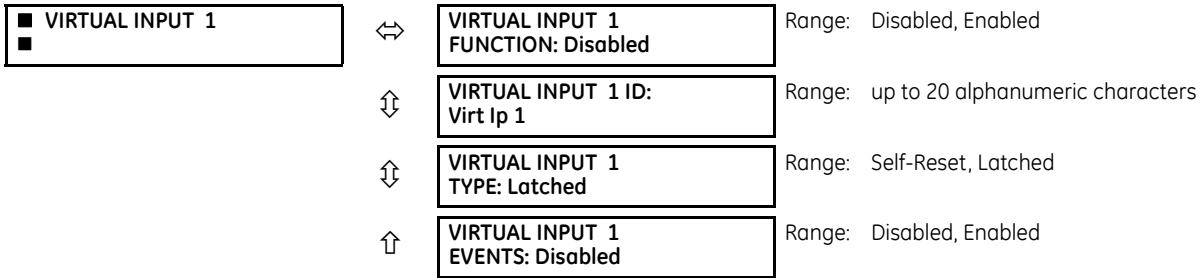 ■ VIRTUAL INPUT 1
■
VIRTUAL INPUT 1
FUNCTION: Disabled
Range: Disabled, Enabled
VIRTUAL INPUT 1 ID:
Virt Ip 1
Range: up to 20 alphanumeric characters
VIRTUAL INPUT 1
TYPE: Latched
Range: Self-Reset, Latched
VIRTUAL INPUT 1
EVENTS: Disabled
Range: Disabled, Enabled